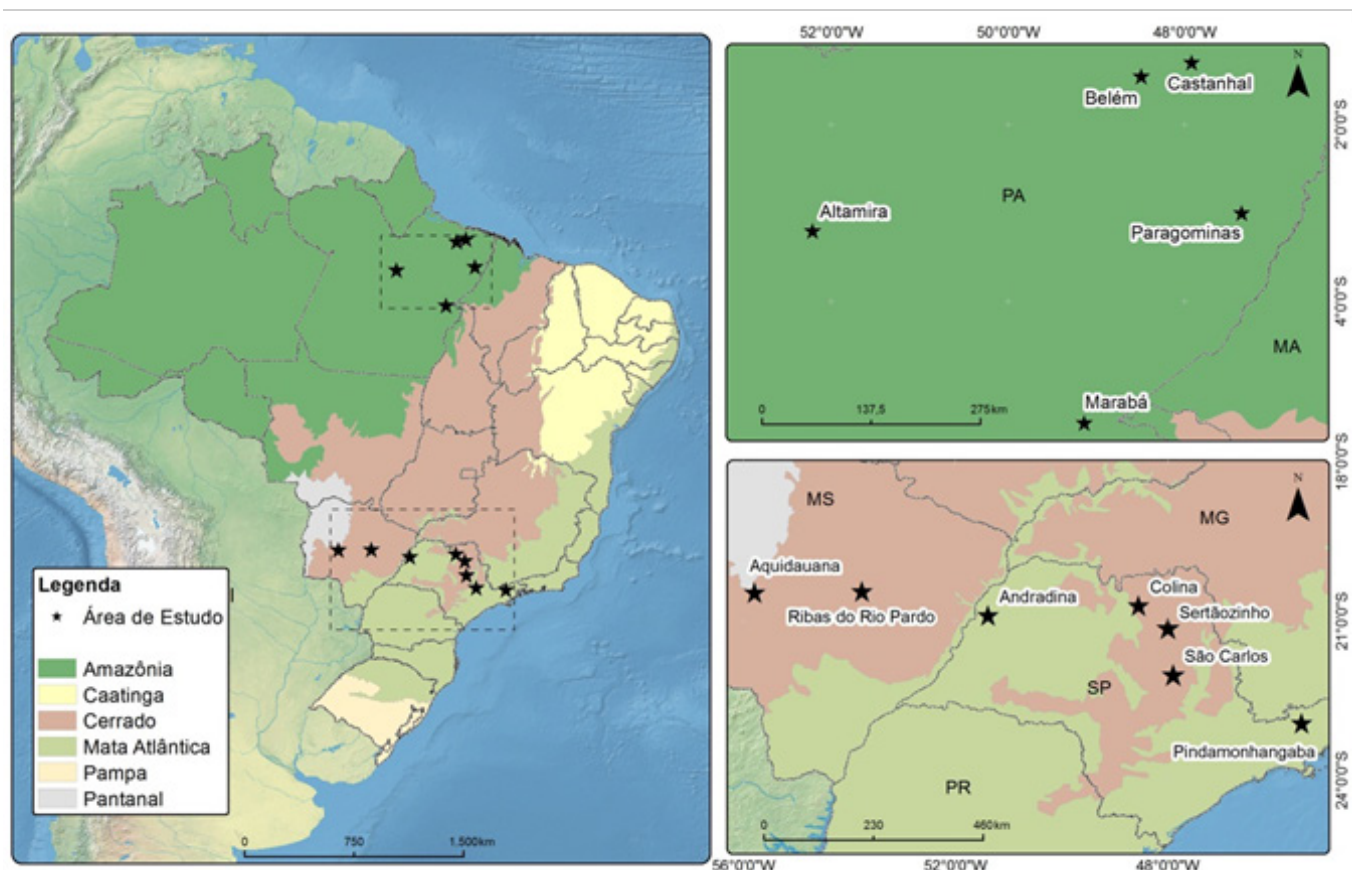 Legenda
Área de Estudo
Amazônia
Caatinga
Cerrado
Mata Atlântica
Pampa
Pantanal
0 750 1.500km
52°0'0"W 50°0'0"W 48°0'0"W
N
Castanhal
Belém
2°0'0"S
PA
Altamira
Paragominas
4°0'0"S
MA
Marabá
0 137,5 275km
18°0'0"S
N
MS
MG
Aquidauana
Colina
Andradina
Ribas do Rio Pardo
Sertãozinho
21°0'0"S
São Carlos
SP
Pindamonhangaba
PR
24°0'0"S
0 230 460km
56°0'0"W 52°0'0"W 48°0'0"W